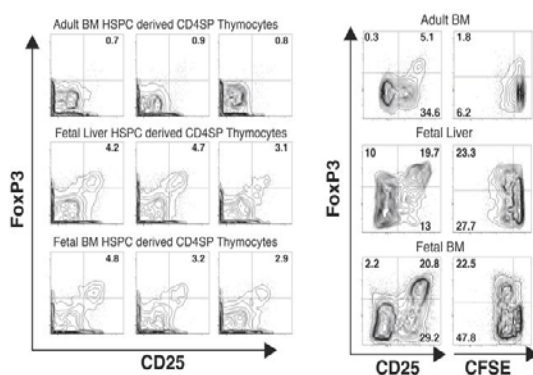 Adult BM HSPC derived CD4SP Thymocytes
0.7 0.9 0.8
Fetal Liver HSPC derived CD4SP Thymocytes
4.2 4.7 3.1
Fetal BM HSPC derived CD4SP Thymocytes
4.8 3.2 2.9
FoxP3
CD25
Adult BM
0.3 5.1 1.8
34.6 6.2
Fetal Liver
10 19.7 23.3
13 27.7
Fetal BM
2.2 20.8 22.5
29.2 47.8
FoxP3
CD25 CFSE